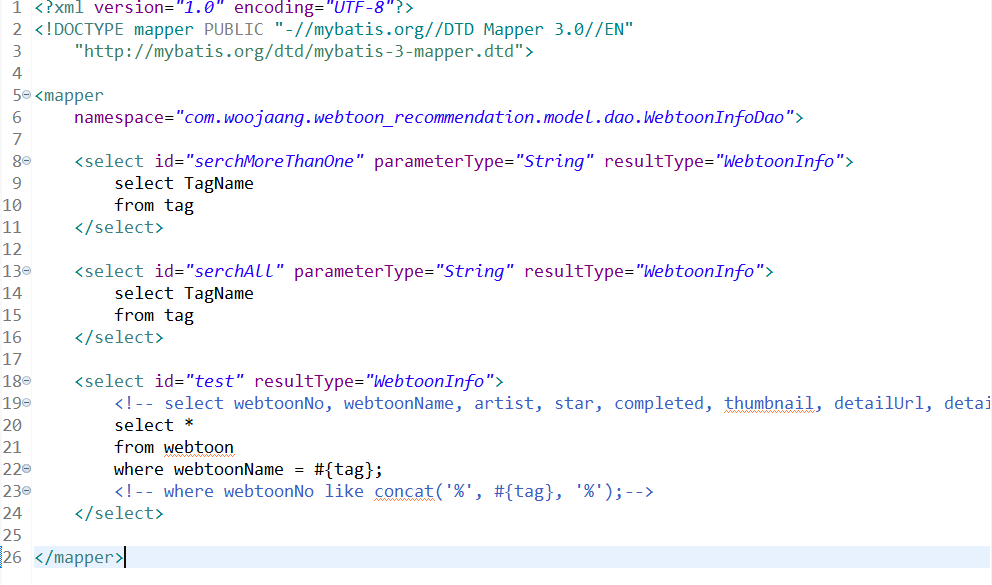 1 <?xml version="1.0" encoding="UTF-8"?>
2 <!DOCTYPE mapper PUBLIC "-//mybatis.org//DTD Mapper 3.0//EN"
3     "http://mybatis.org/dtd/mybatis-3-mapper.dtd">
4
5 <mapper
6     namespace="com.woojaang.webtoon_recommendation.model.dao.WebtoonInfoDao">
7
8     <select id="serchMoreThanOne" parameterType="String" resultType="WebtoonInfo">
9         select TagName
10         from tag
11     </select>
12
13     <select id="serchAll" parameterType="String" resultType="WebtoonInfo">
14         select TagName
15         from tag
16     </select>
17
18     <select id="test" resultType="WebtoonInfo">
19         <!-- select webtoonNo, webtoonName, artist, star, completed, thumbnail, detailUrl, detai
20         select *
21         from webtoon
22         where webtoonName = #{tag};
23         <!-- where webtoonNo like concat('%', #{tag}, '%');-->
24     </select>
25
26 </mapper>